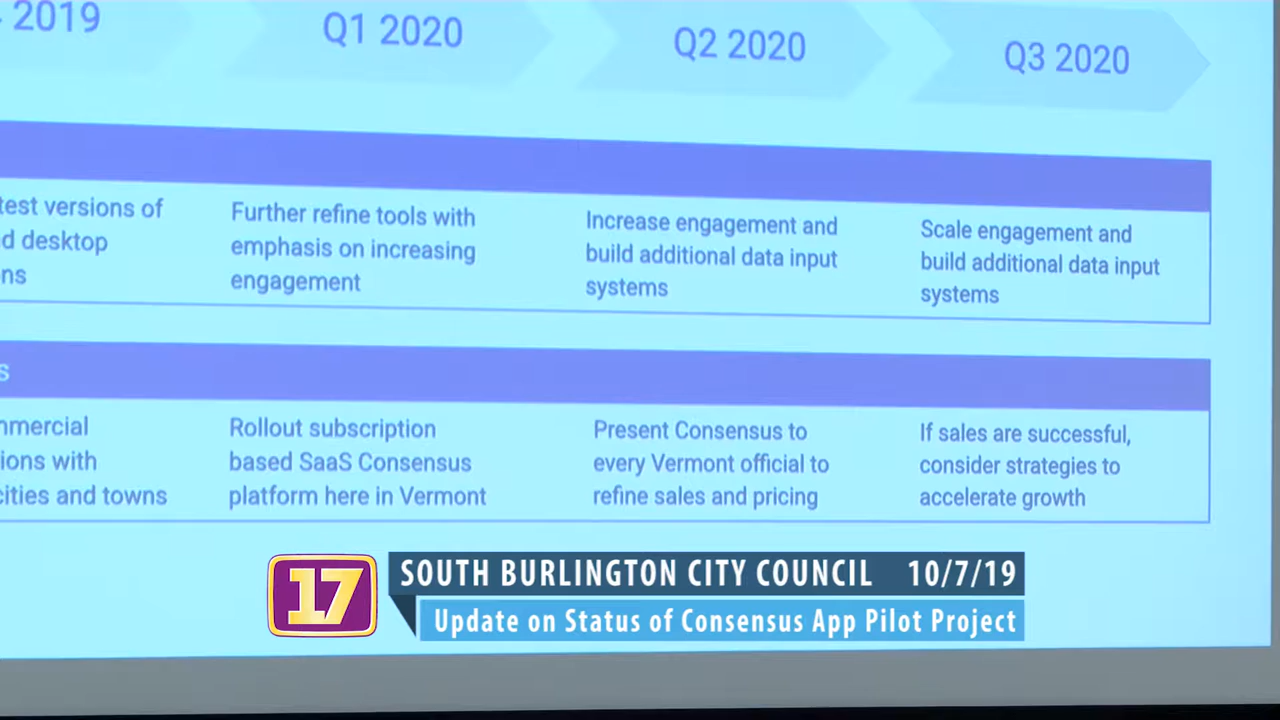 2019
Q1 2020
Q2 2020
Q3 2020
test versions of
d desktop
ns
Further refine tools with
emphasis on increasing
engagement
Increase engagement and
build additional data input
systems
Scale engagement and
build additional data input
systems
S
mmercial
ions with
cities and towns
Rollout subscription
based SaaS Consensus
platform here in Vermont
Present Consensus to
every Vermont official to
refine sales and pricing
If sales are successful,
consider strategies to
accelerate growth
17
SOUTH BURLINGTON CITY COUNCIL 10/7/19
Update on Status of Consensus App Pilot Project